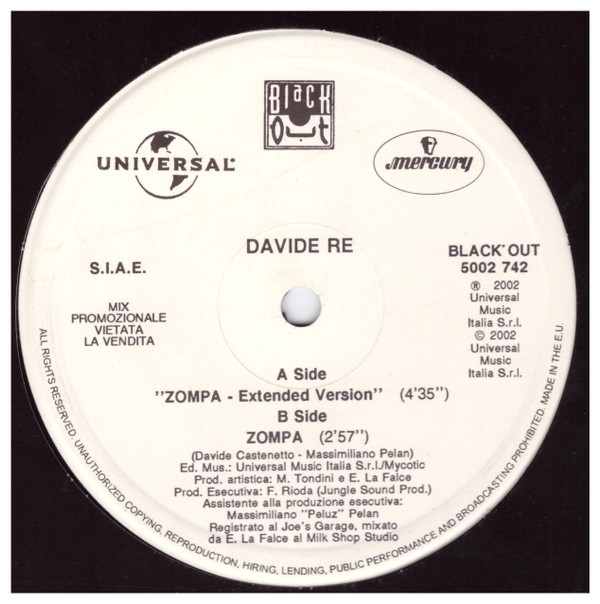 Black
Out
UNIVERSAL
mercury
DAVIDE RE
S.I.A.E.
MIX
PROMOZIONALE
VIETATA
LA VENDITA
BLACK OUT
5002 742
℗ 2002
Universal
Music
Italia S.r.l.
© 2002
Universal
Music
Italia S.r.l.
A Side
"ZOMPA - Extended Version" (4'35")
B Side
ZOMPA (2'57")
(Davide Castenetto - Massimiliano Pelan)
Ed. Mus.: Universal Music Italia S.r.l./Mycotic
Prod. artistica: M. Tondini e E. La Falce
Prod. Esecutiva: F. Rioda (Jungle Sound Prod.)
Assistente alla produzione esecutiva:
Massimiliano "Peluz" Pelan
Registrato al Joe's Garage, mixato
da E. La Falce al Milk Shop Studio
ALL RIGHTS RESERVED. UNAUTHORIZED COPYING, REPRODUCTION, HIRING, LENDING, PUBLIC PERFORMANCE AND BROADCASTING PROHIBITED. MADE IN THE E.U.